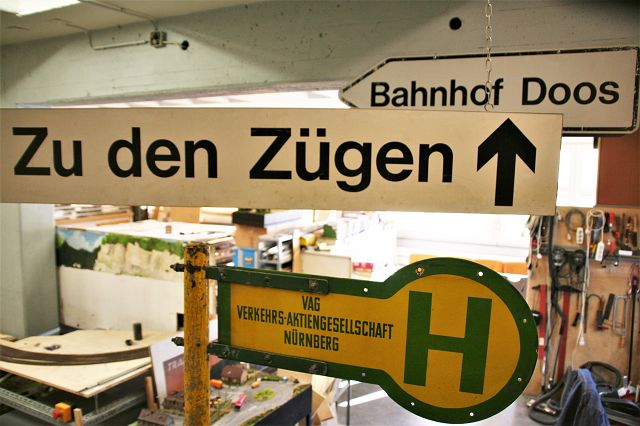 Bahnhof Doos
Zu den Zügen
VAG
VERKEHRS-AKTIENGESELLSCHAFT
NÜRNBERG
H